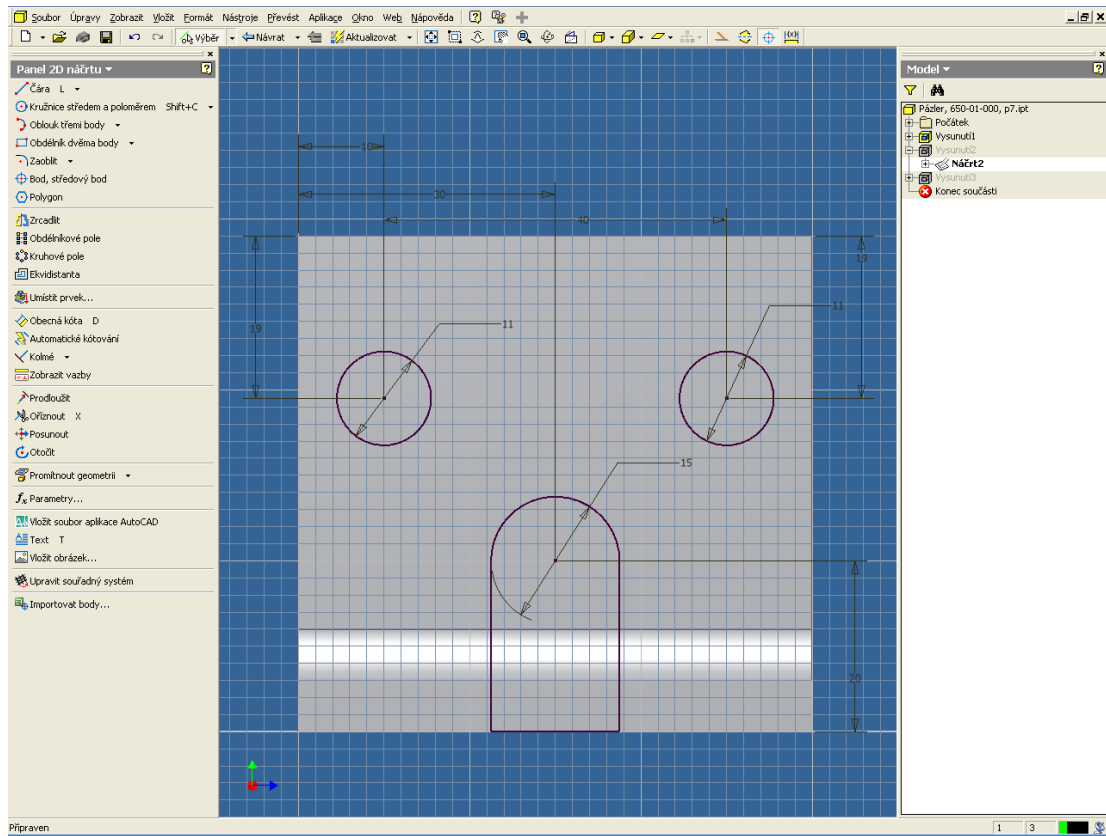 Soubor Úpravy Zobrazit Vložit Formát Nástroje Převést Aplikace Okno Web Nápověda
Výběr Návrat Aktualizovat
Panel 2D náčrtu
Čára L
Kružnice středem a poloměrem Shift+C
Oblouk třemi body
Obdélník dvěma body
Zaoblit
Bod, středový bod
Polygon
Zrcadlit
Obdélníkové pole
Kruhové pole
Ekvidistanta
Umístit prvek...
Obecná kóta D
Automatické kótování
Kolmé
Zobrazit vazby
Prodloužit
Oříznout X
Posunout
Otočit
Promítnout geometrii
fx Parametry...
Vložit soubor aplikace AutoCAD
Text T
Vložit obrázek...
Upravit souřadný systém
Importovat body...
10
30
40
19
19
11
11
15
20
Model
Pázler, 650-01-000, p7.ipt
Počátek
Vysunutí1
Vysunutí2
Náčrt2
Vysunutí3
Konec součásti
Připraven
1 3